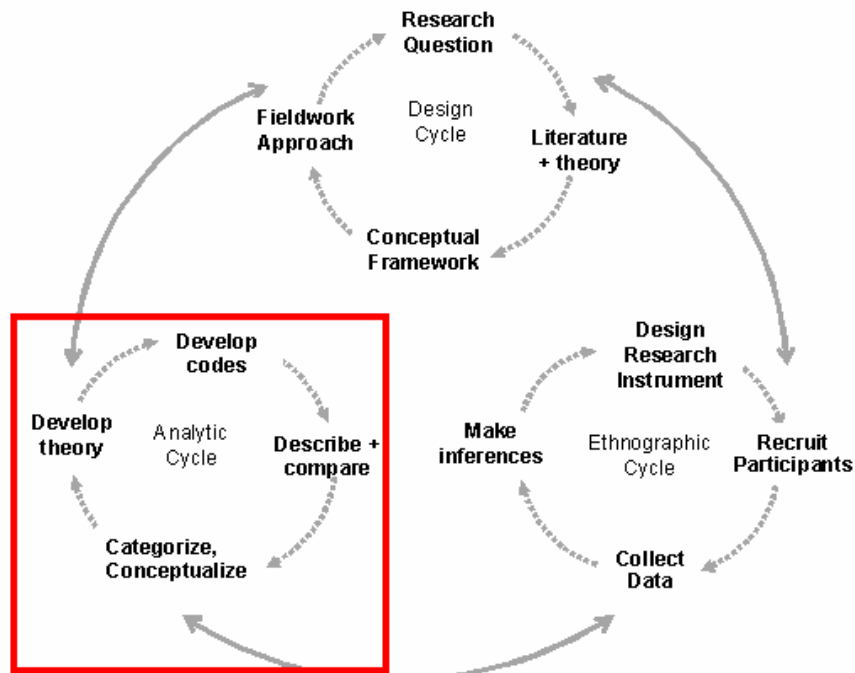 Research
Question
Fieldwork
Approach
Design
Cycle
Literature
+ theory
Conceptual
Framework
Develop
codes
Develop
theory
Analytic
Cycle
Describe +
compare
Categorize,
Conceptualize
Design
Research
Instrument
Make
inferences
Ethnographic
Cycle
Recruit
Participants
Collect
Data